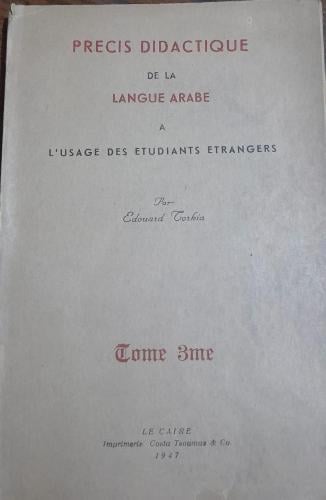 PRECIS DIDACTIQUE
DE LA
LANGUE ARABE
A
L'USAGE DES ETUDIANTS ETRANGERS
Par
Edouard Torkia
Tome 3me
LE CAIRE
Imprimerie Costa Tsoumas & Co.
1947